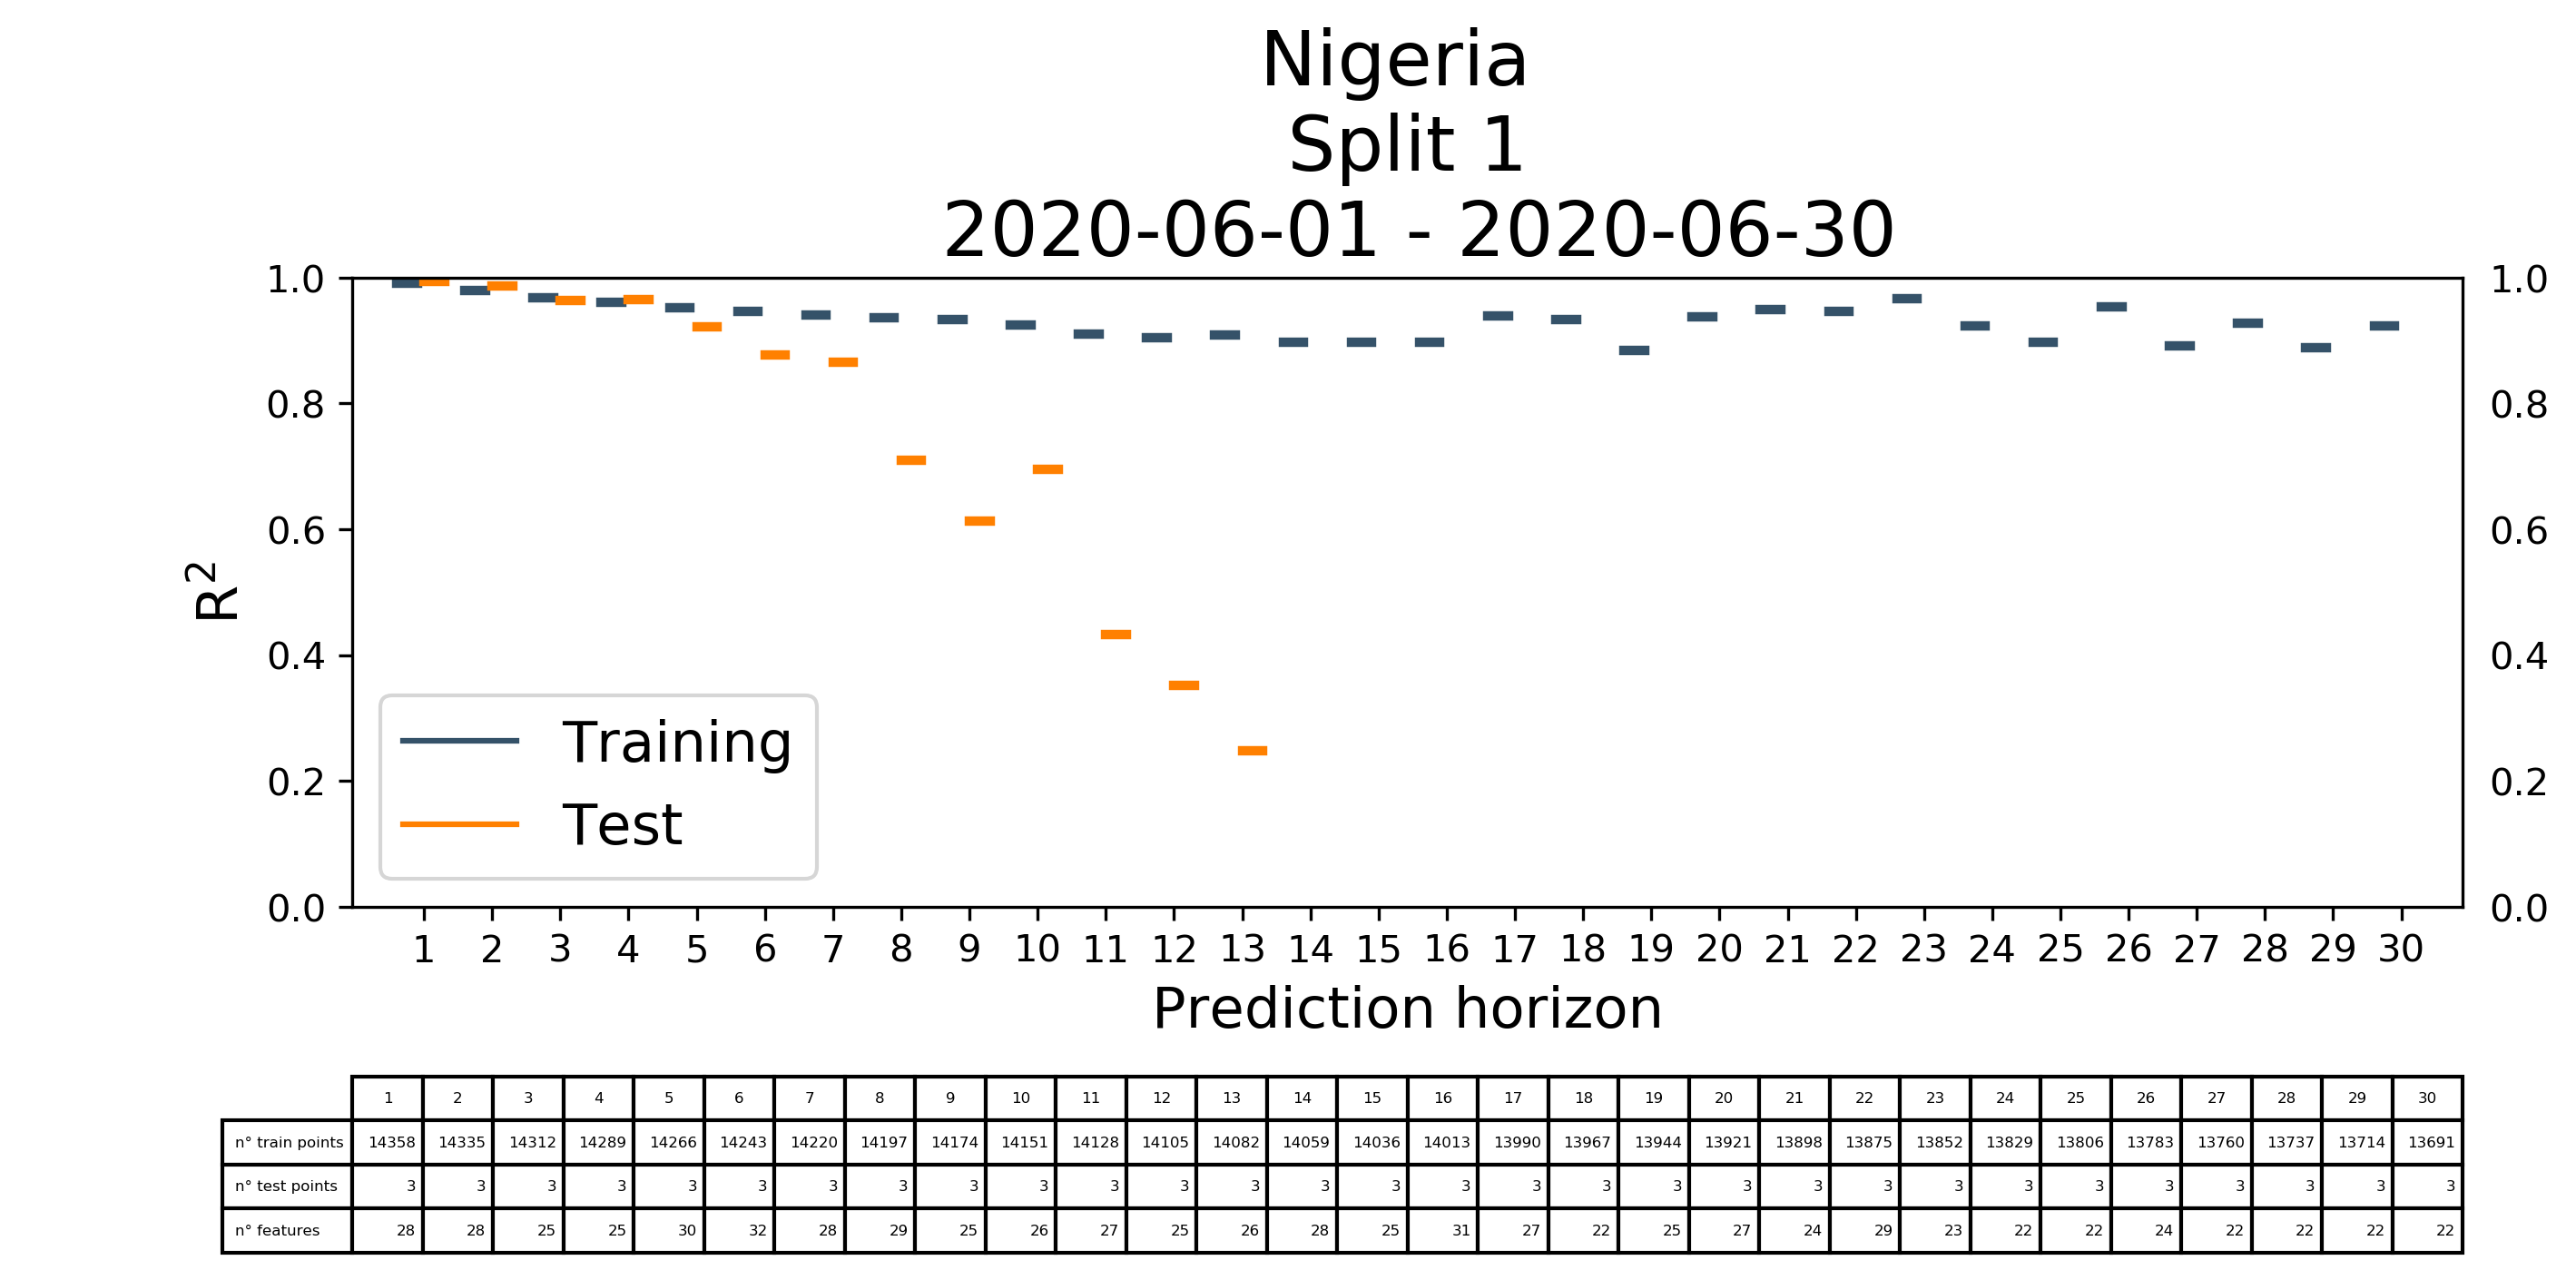 Nigeria
Split 1
2020-06-01 - 2020-06-30
1.0 1.0
0.8 0.8
0.6 0.6
0.4 0.4
0.2 0.2
0.0 0.0
R²
Training
Test
1 2 3 4 5 6 7 8 9 10 11 12 13 14 15 16 17 18 19 20 21 22 23 24 25 26 27 28 29 30
Prediction horizon
1 2 3 4 5 6 7 8 9 10 11 12 13 14 15 16 17 18 19 20 21 22 23 24 25 26 27 28 29 30
n° train points 14358 14335 14312 14289 14266 14243 14220 14197 14174 14151 14128 14105 14082 14059 14036 14013 13990 13967 13944 13921 13898 13875 13852 13829 13806 13783 13760 13737 13714 13691
n° test points 3 3 3 3 3 3 3 3 3 3 3 3 3 3 3 3 3 3 3 3 3 3 3 3 3 3 3 3 3 3
n° features 28 28 25 25 30 32 28 29 25 26 27 25 26 28 25 31 27 22 25 27 24 29 23 22 22 24 22 22 22 22